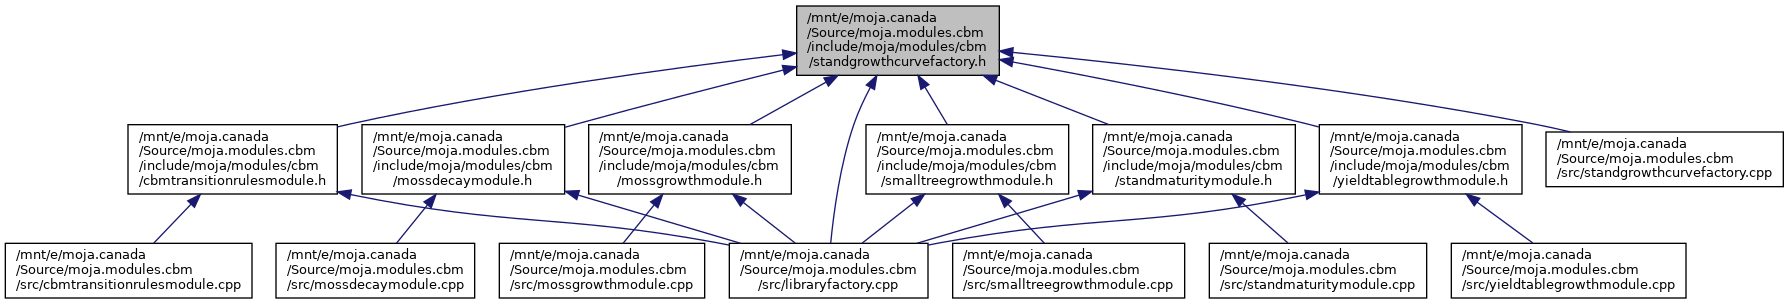 /mnt/e/moja.canada
/Source/moja.modules.cbm
/include/moja/modules/cbm
/standgrowthcurvefactory.h
/mnt/e/moja.canada
/Source/moja.modules.cbm
/include/moja/modules/cbm
/cbmtransitionrulesmodule.h
/mnt/e/moja.canada
/Source/moja.modules.cbm
/include/moja/modules/cbm
/mossdecaymodule.h
/mnt/e/moja.canada
/Source/moja.modules.cbm
/include/moja/modules/cbm
/mossgrowthmodule.h
/mnt/e/moja.canada
/Source/moja.modules.cbm
/include/moja/modules/cbm
/smalltreegrowthmodule.h
/mnt/e/moja.canada
/Source/moja.modules.cbm
/include/moja/modules/cbm
/standmaturitymodule.h
/mnt/e/moja.canada
/Source/moja.modules.cbm
/include/moja/modules/cbm
/yieldtablegrowthmodule.h
/mnt/e/moja.canada
/Source/moja.modules.cbm
/src/standgrowthcurvefactory.cpp
/mnt/e/moja.canada
/Source/moja.modules.cbm
/src/cbmtransitionrulesmodule.cpp
/mnt/e/moja.canada
/Source/moja.modules.cbm
/src/mossdecaymodule.cpp
/mnt/e/moja.canada
/Source/moja.modules.cbm
/src/mossgrowthmodule.cpp
/mnt/e/moja.canada
/Source/moja.modules.cbm
/src/libraryfactory.cpp
/mnt/e/moja.canada
/Source/moja.modules.cbm
/src/smalltreegrowthmodule.cpp
/mnt/e/moja.canada
/Source/moja.modules.cbm
/src/standmaturitymodule.cpp
/mnt/e/moja.canada
/Source/moja.modules.cbm
/src/yieldtablegrowthmodule.cpp